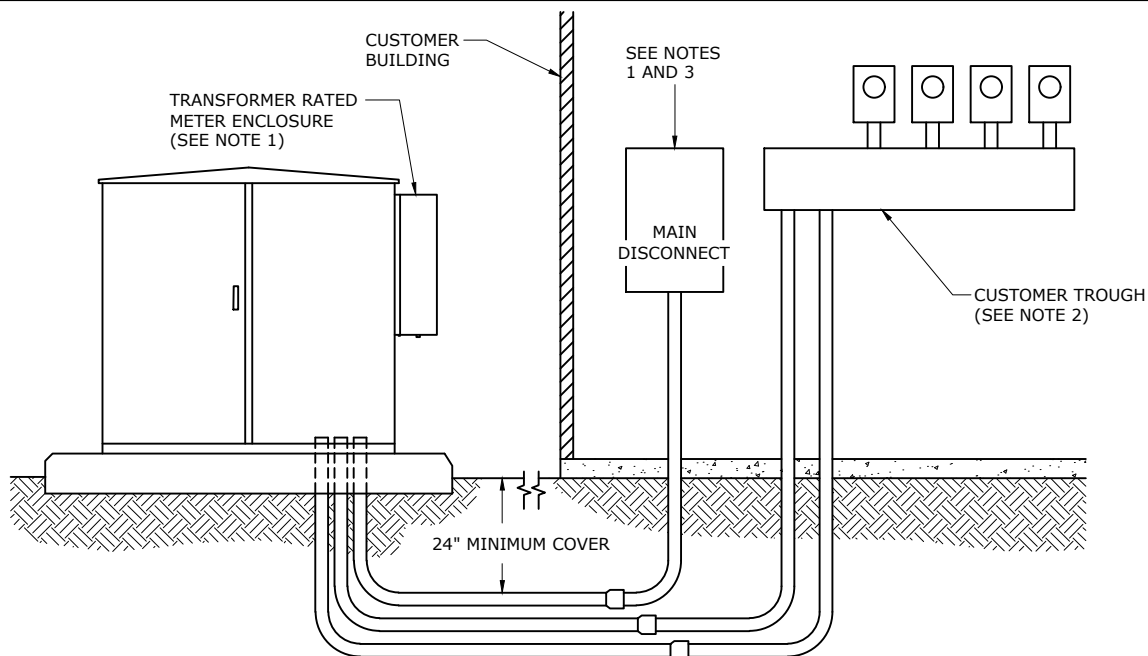 CUSTOMER
BUILDING
SEE NOTES
1 AND 3
TRANSFORMER RATED
METER ENCLOSURE
(SEE NOTE 1)
MAIN
DISCONNECT
CUSTOMER TROUGH
(SEE NOTE 2)
24" MINIMUM COVER